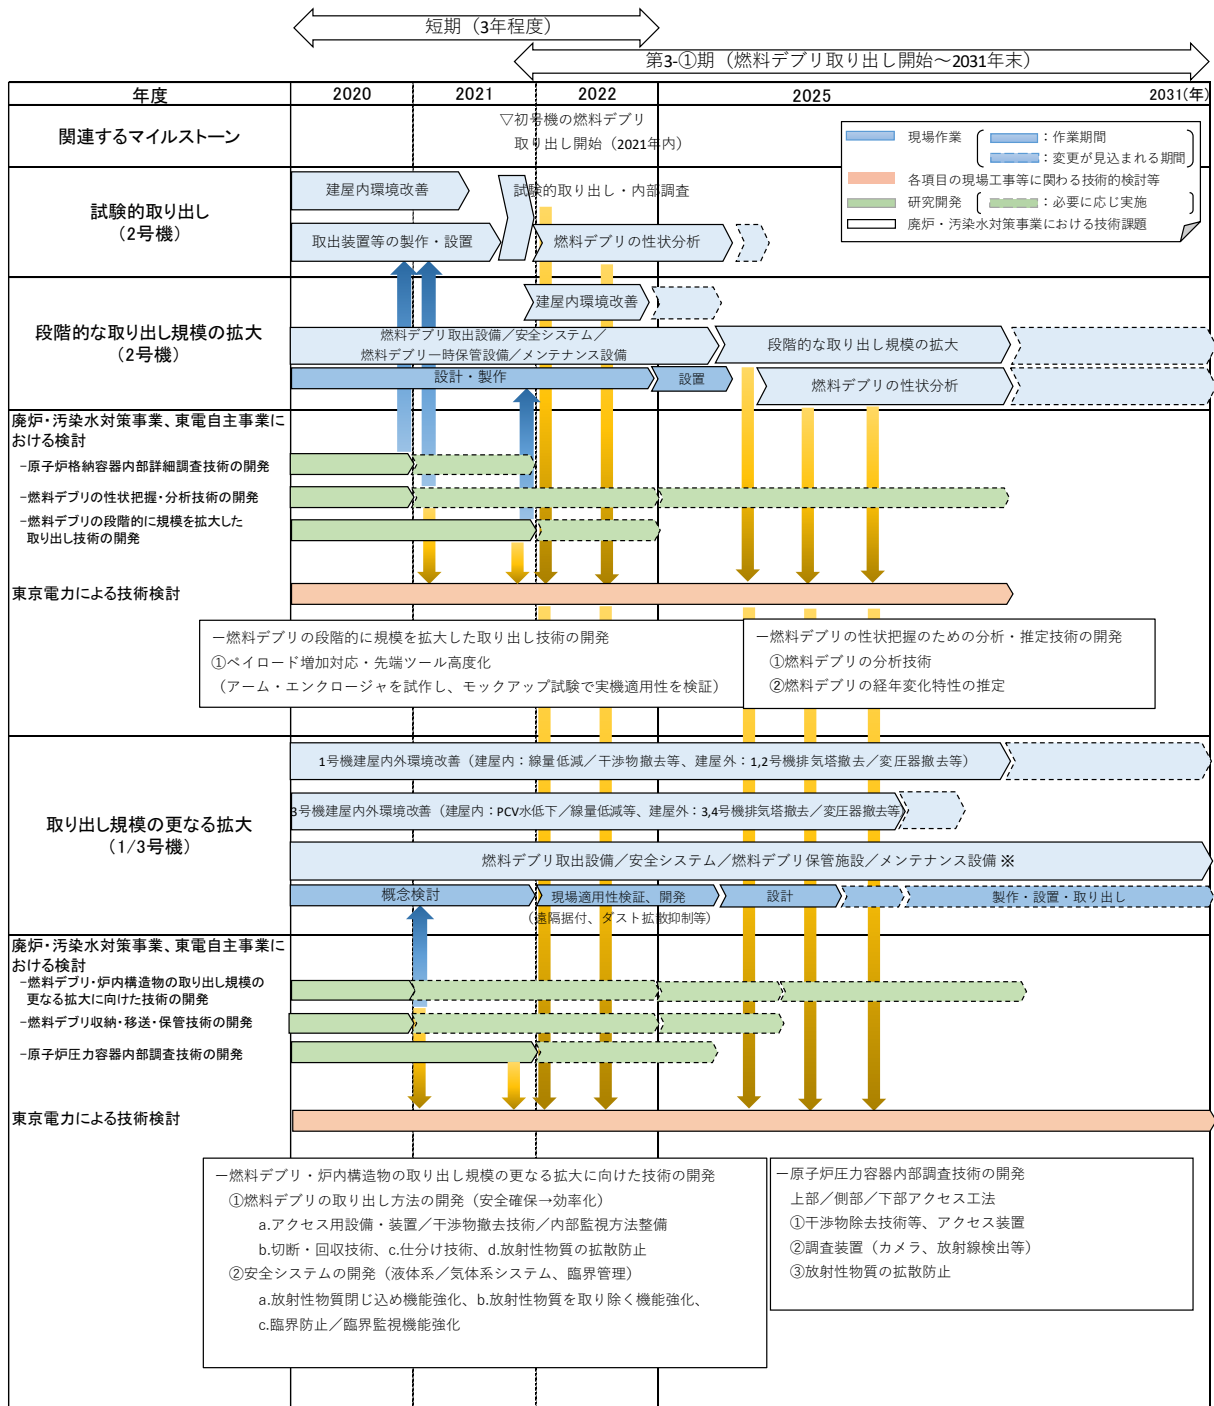 短期（3年程度）
第3-①期（燃料デブリ取り出し開始～2031年末）
年度
2020
2021
2022
2025
2031(年)
関連するマイルストーン
▽初号機の燃料デブリ
取り出し開始（2021年内）
現場作業
：作業期間
：変更が見込まれる期間
各項目の現場工事等に関わる技術的検討等
研究開発
：必要に応じ実施
廃炉・汚染水対策事業における技術課題
試験的取り出し
（2号機）
建屋内環境改善
試験的取り出し・内部調査
取出装置等の製作・設置
燃料デブリの性状分析
段階的な取り出し規模の拡大
（2号機）
建屋内環境改善
燃料デブリ取出設備／安全システム／
燃料デブリ一時保管設備／メンテナンス設備
段階的な取り出し規模の拡大
設計・製作
設置
燃料デブリの性状分析
廃炉・汚染水対策事業、東電自主事業に
おける検討
－原子炉格納容器内部詳細調査技術の開発
－燃料デブリの性状把握・分析技術の開発
－燃料デブリの段階的に規模を拡大した
取り出し技術の開発
東京電力による技術検討
－燃料デブリの段階的に規模を拡大した取り出し技術の開発
①ペイロード増加対応・先端ツール高度化
（アーム・エンクロージャを試作し、モックアップ試験で実機適用性を検証）
－燃料デブリの性状把握のための分析・推定技術の開発
①燃料デブリの分析技術
②燃料デブリの経年変化特性の推定
取り出し規模の更なる拡大
（1/3号機）
1号機建屋内外環境改善（建屋内：線量低減／干渉物撤去等、建屋外：1,2号機排気塔撤去／変圧器撤去等）
3号機建屋内外環境改善（建屋内：PCV水低下／線量低減等、建屋外：3,4号機排気塔撤去／変圧器撤去等）
燃料デブリ取出設備／安全システム／燃料デブリ保管施設／メンテナンス設備 ※
概念検討
現場適用性検証、開発
設計
製作・設置・取り出し
（遠隔据付、ダスト拡散抑制等）
廃炉・汚染水対策事業、東電自主事業に
おける検討
－燃料デブリ・炉内構造物の取り出し規模の
更なる拡大に向けた技術の開発
－燃料デブリ収納・移送・保管技術の開発
－原子炉圧力容器内部調査技術の開発
東京電力による技術検討
－燃料デブリ・炉内構造物の取り出し規模の更なる拡大に向けた技術の開発
①燃料デブリの取り出し方法の開発（安全確保→効率化）
a.アクセス用設備・装置／干渉物撤去技術／内部監視方法整備
b.切断・回収技術、c.仕分け技術、d.放射性物質の拡散防止
②安全システムの開発（液体系／気体系システム、臨界管理）
a.放射性物質閉じ込め機能強化、b.放射性物質を取り除く機能強化、
c.臨界防止／臨界監視機能強化
－原子炉圧力容器内部調査技術の開発
上部／側部／下部アクセス工法
①干渉物除去技術等、アクセス装置
②調査装置（カメラ、放射線検出等）
③放射性物質の拡散防止